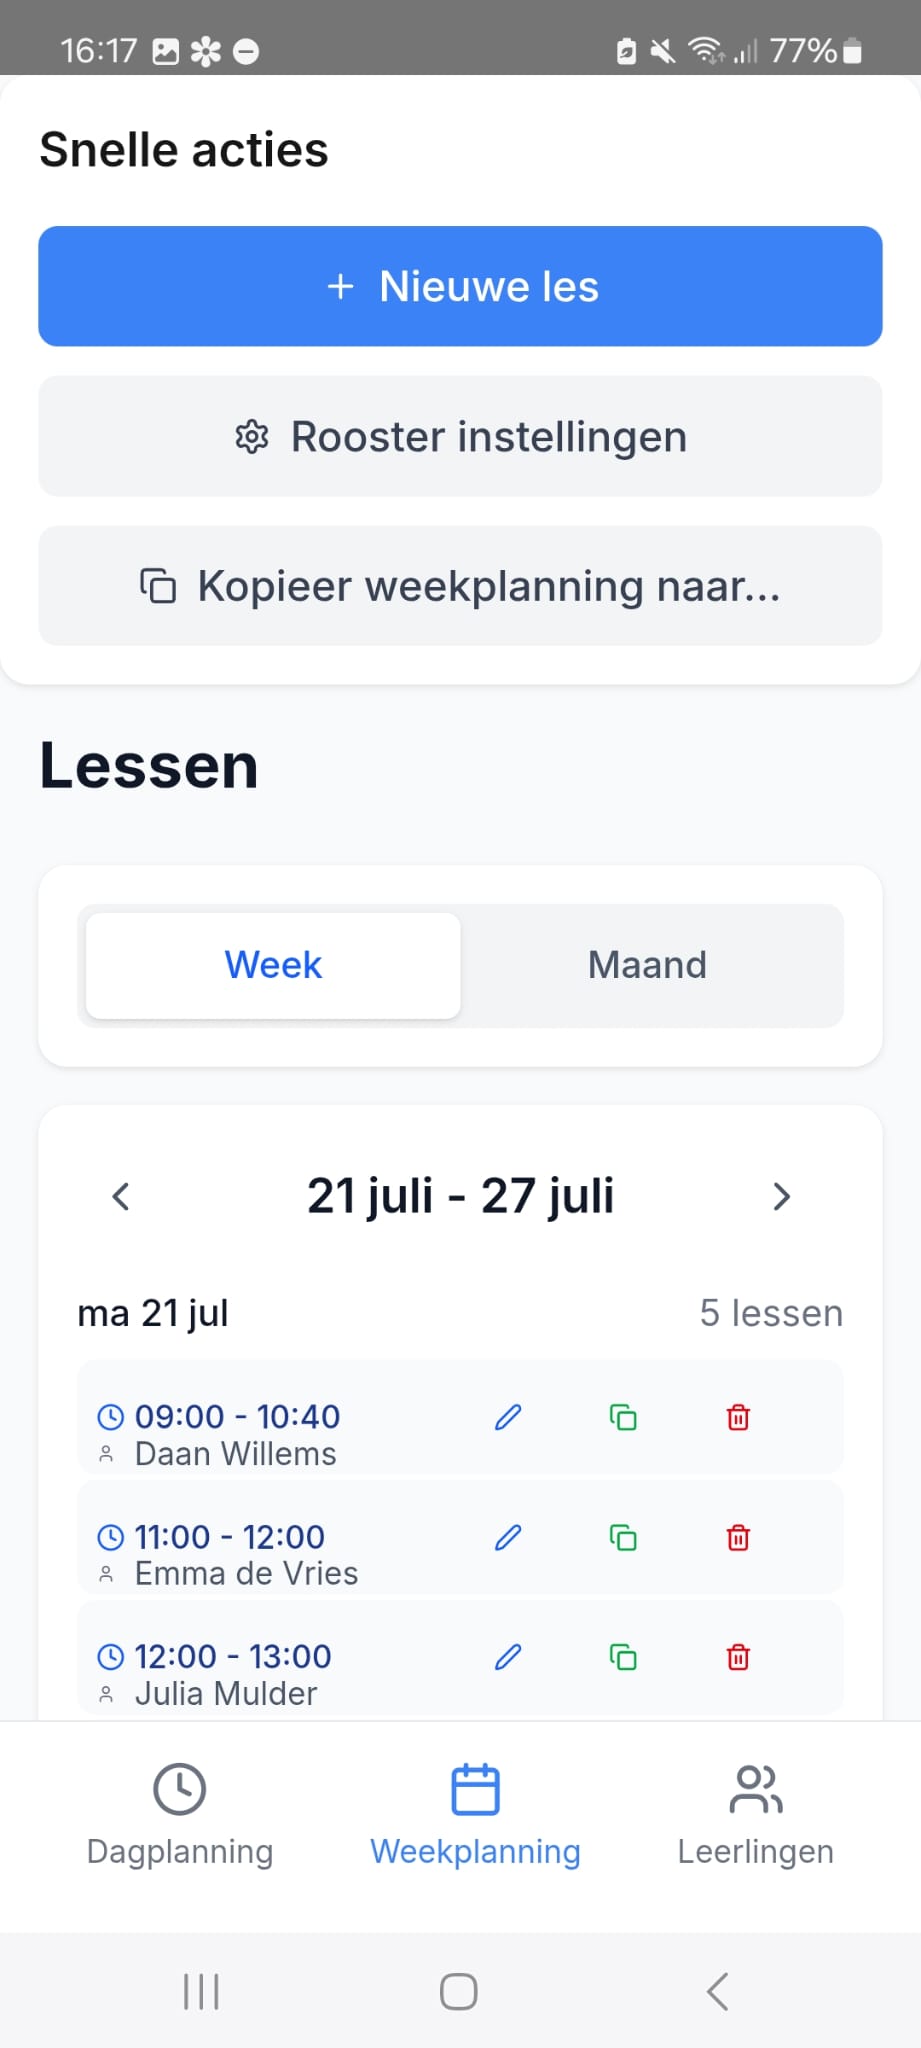 16:17
77%
Snelle acties
+ Nieuwe les
Rooster instellingen
Kopieer weekplanning naar...
Lessen
Week
Maand
21 juli - 27 juli
ma 21 jul
5 lessen
09:00 - 10:40
Daan Willems
11:00 - 12:00
Emma de Vries
12:00 - 13:00
Julia Mulder
Dagplanning
Weekplanning
Leerlingen